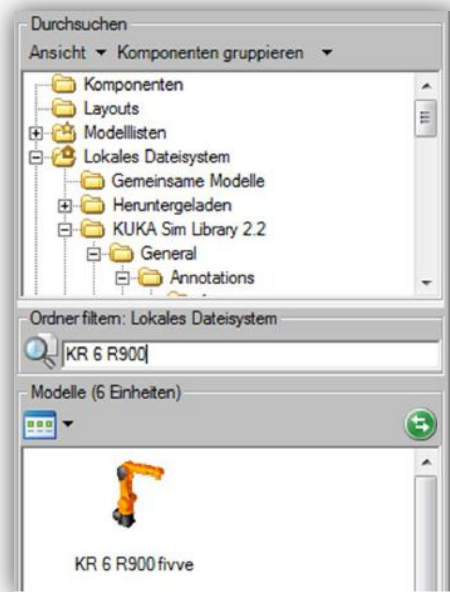 Durchsuchen
Ansicht Komponenten gruppieren
Komponenten
Layouts
Modelllisten
Lokales Dateisystem
Gemeinsame Modelle
Heruntergeladen
KUKA Sim Library 2.2
General
Annotations
Ordner filtern: Lokales Dateisystem
KR 6 R900
Modelle (6 Einheiten)
KR 6 R900 fivve